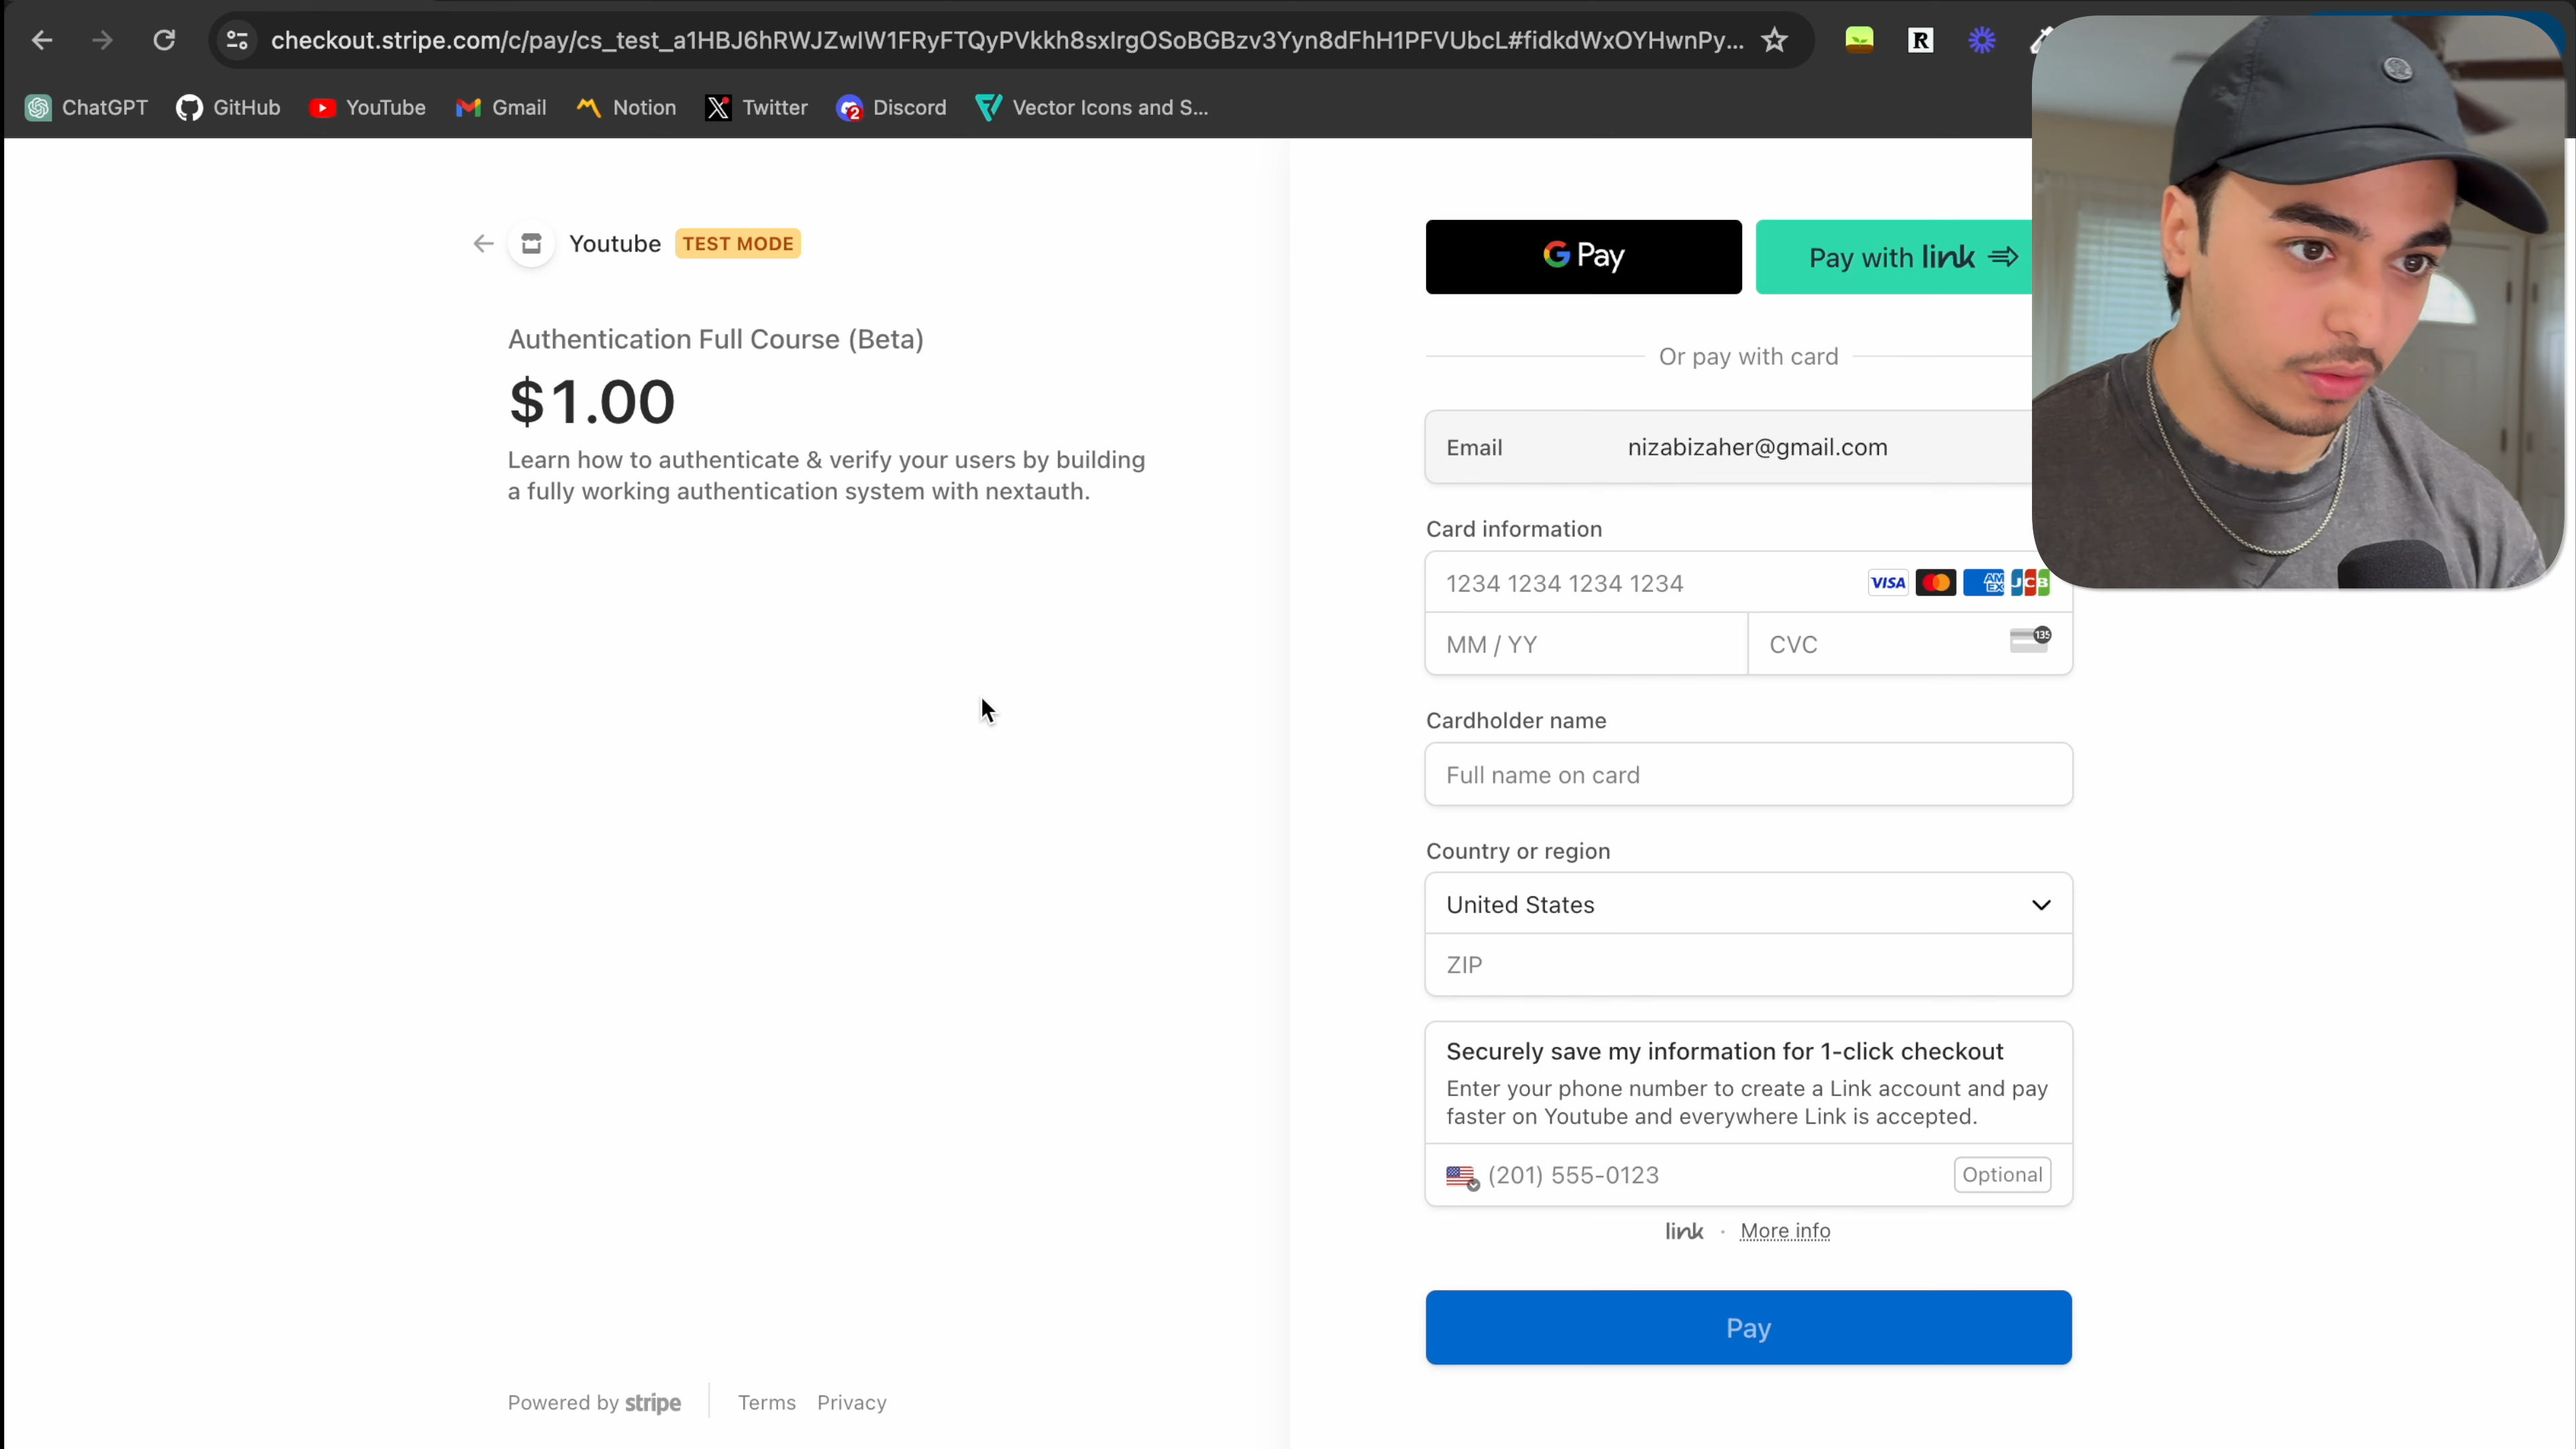 checkout.stripe.com/c/pay/cs_test_a1HBJ6hRWJZwIW1FRyFTQyPVkkh8sxIrgOSoBGBzv3Yyn8dFhH1PFVUbcL#fidkdWxOYHwnPy...
R
ChatGPT GitHub YouTube Gmail Notion Twitter 2 Discord Vector Icons and S...
Youtube TEST MODE
Authentication Full Course (Beta)
$1.00
Learn how to authenticate & verify your users by building
a fully working authentication system with nextauth.
Powered by stripe Terms Privacy
G Pay Pay with link
Or pay with card
Email nizabizaher@gmail.com
Card information
1234 1234 1234 1234 VISA AMEX JCB
MM / YY CVC 135
Cardholder name
Full name on card
Country or region
United States
ZIP
Securely save my information for 1-click checkout
Enter your phone number to create a Link account and pay
faster on Youtube and everywhere Link is accepted.
(201) 555-0123 Optional
link · More info
Pay